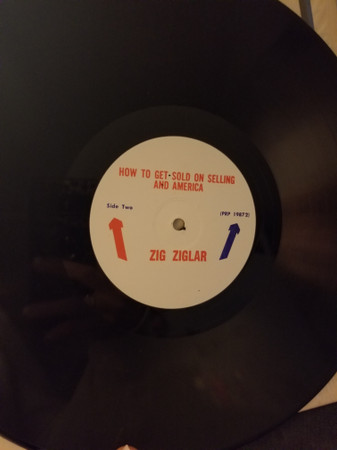 HOW TO GET SOLD ON SELLING
AND AMERICA
Side Two
(PRP 19872)
ZIG ZIGLAR